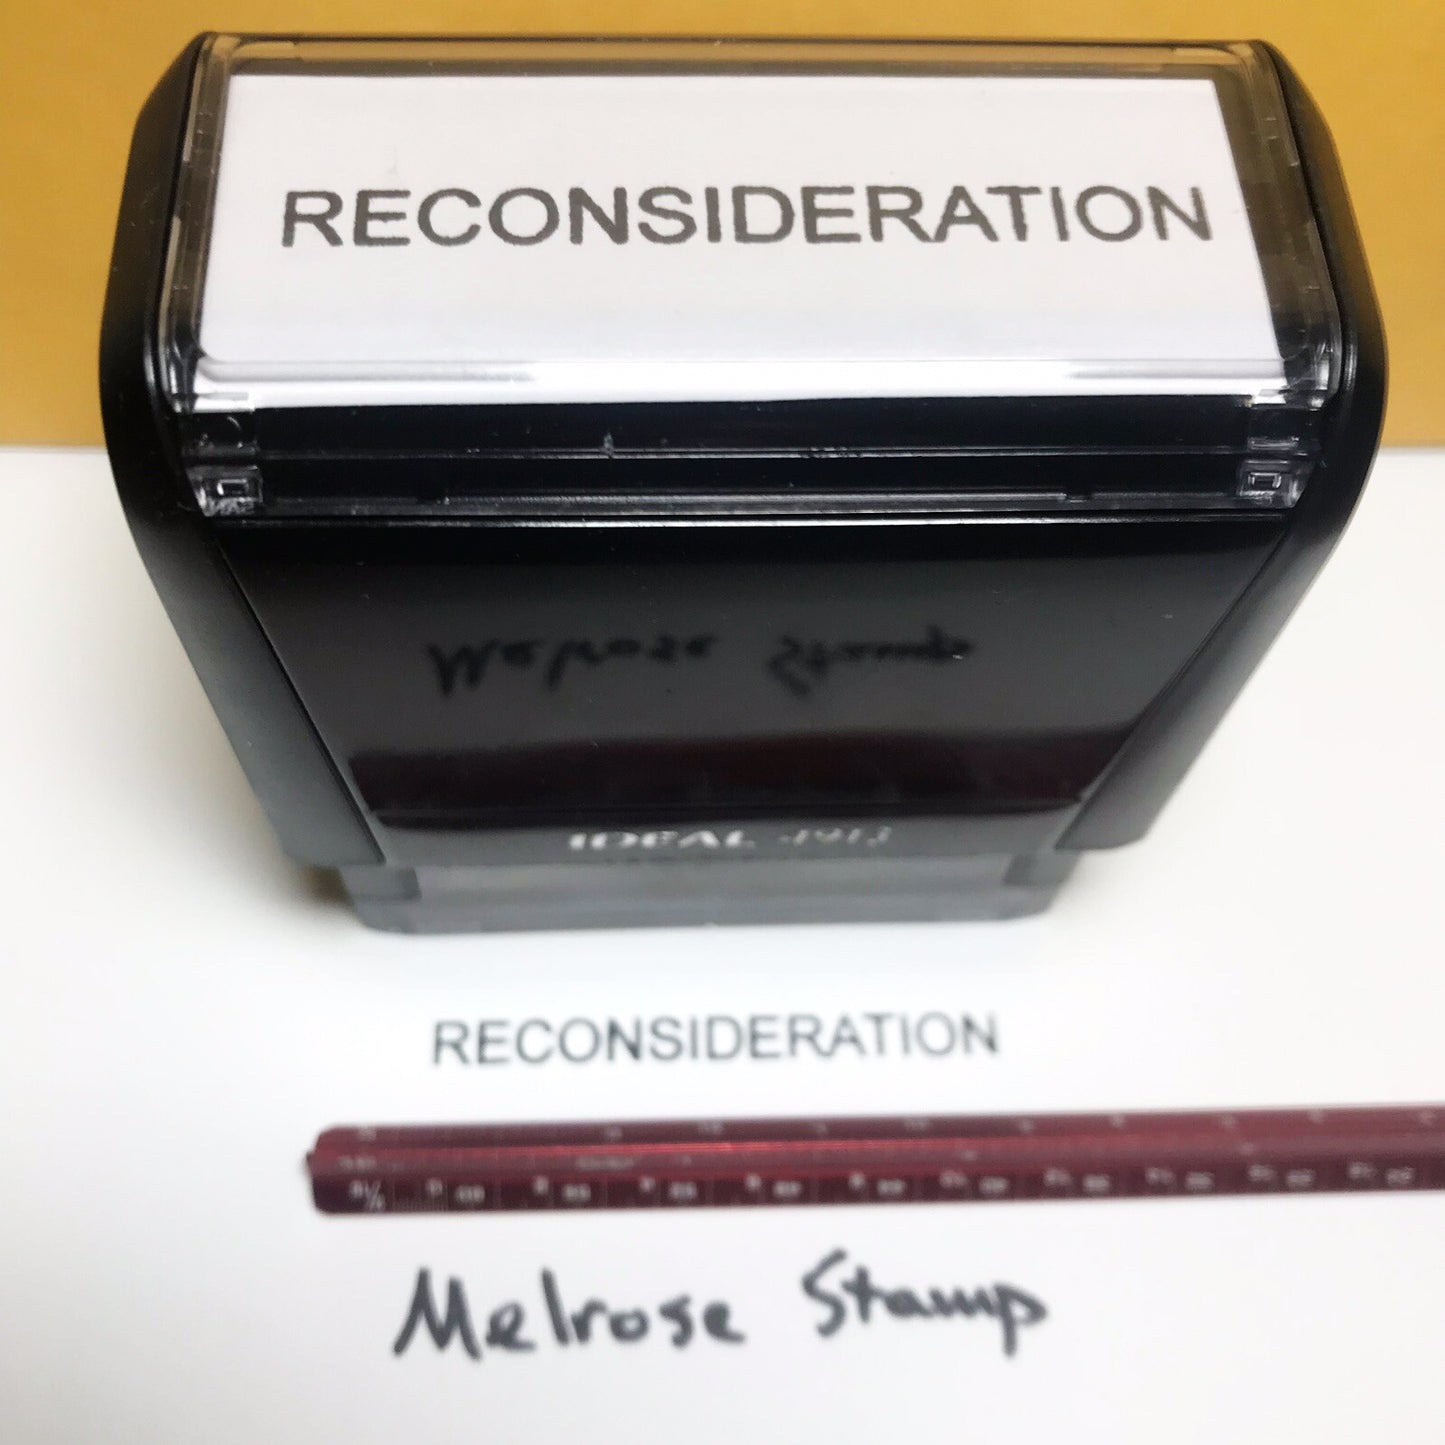 RECONSIDERATION
IDEAL 4913
RECONSIDERATION
Melrose Stamp